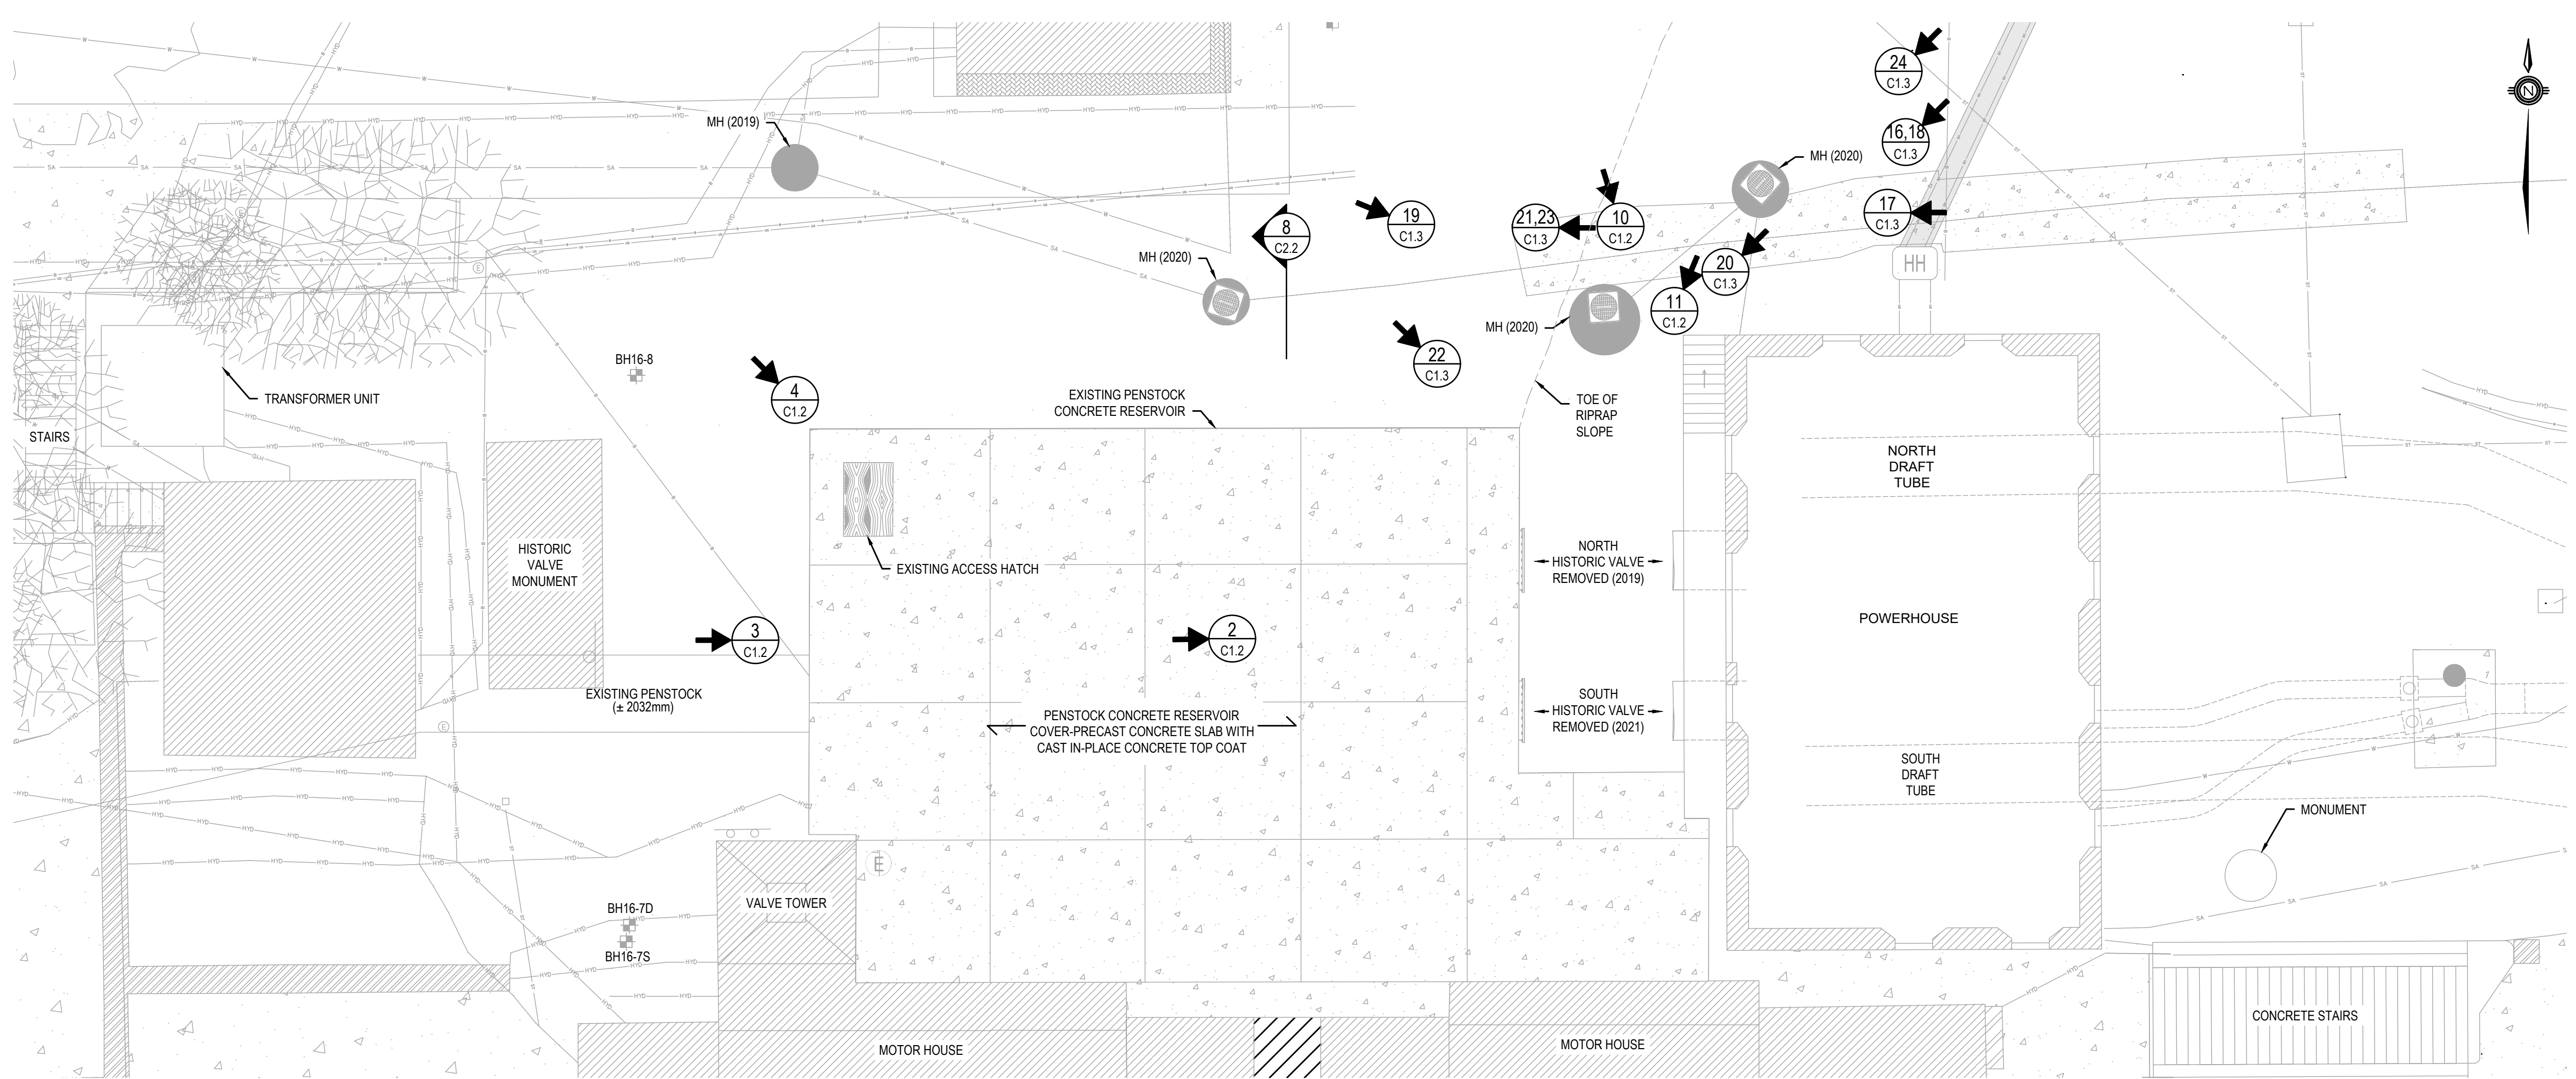 24
C1.3
N
MH (2019)
16,18
C1.3
MH (2020)
19
C1.3
21,23
C1.3
10
C1.2
17
C1.3
8
C2.2
MH (2020)
20
C1.3
HH
11
C1.2
MH (2020)
BH16-8
22
C1.3
4
C1.2
TRANSFORMER UNIT
EXISTING PENSTOCK
CONCRETE RESERVOIR
TOE OF
RIPRAP
SLOPE
STAIRS
NORTH
DRAFT
TUBE
HISTORIC
VALVE
MONUMENT
EXISTING ACCESS HATCH
NORTH
HISTORIC VALVE
REMOVED (2019)
POWERHOUSE
3
C1.2
2
C1.2
EXISTING PENSTOCK
(± 2032mm)
PENSTOCK CONCRETE RESERVOIR
COVER-PRECAST CONCRETE SLAB WITH
CAST IN-PLACE CONCRETE TOP COAT
SOUTH
HISTORIC VALVE
REMOVED (2021)
SOUTH
DRAFT
TUBE
MONUMENT
E
VALVE TOWER
BH16-7D
BH16-7S
MOTOR HOUSE
MOTOR HOUSE
CONCRETE STAIRS